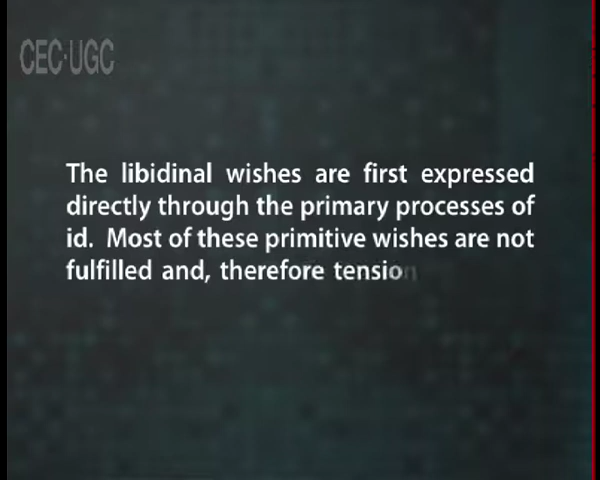 CEC-UGC
The libidinal wishes are first expressed
directly through the primary processes of
id. Most of these primitive wishes are not
fulfilled and, therefore tension